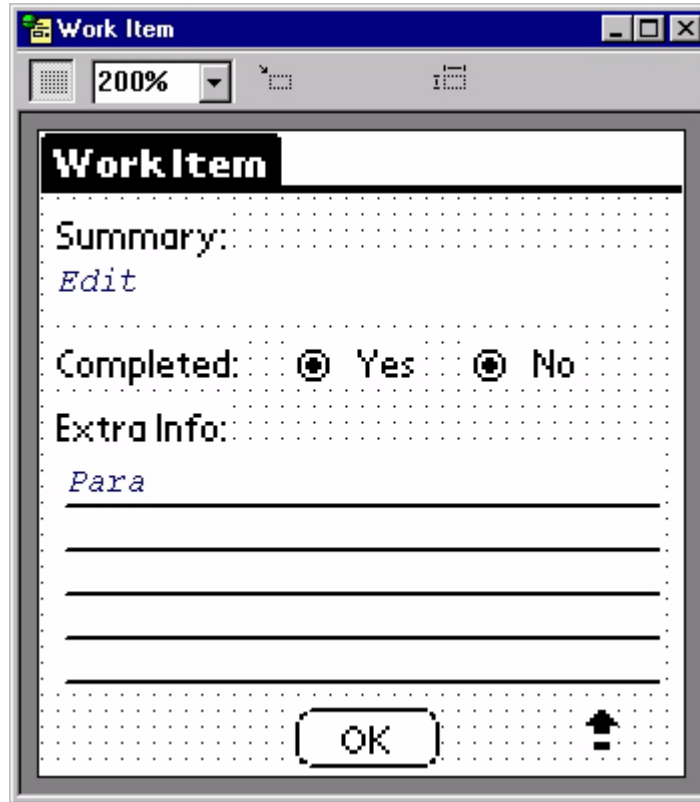 Work Item
200%
Work Item
Summary:
Edit
Completed: Yes No
Extra Info:
Para
OK